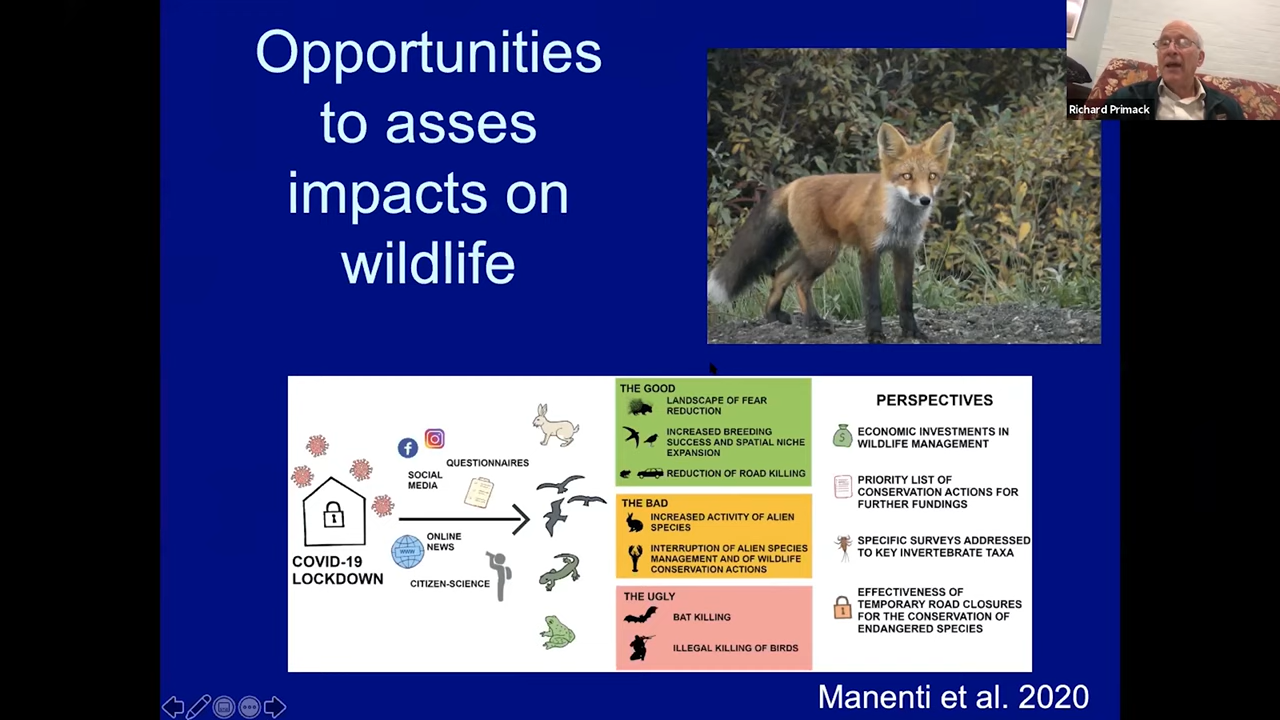 Opportunities
to asses
impacts on
wildlife
Richard Primack
COVID-19
LOCKDOWN
SOCIAL
MEDIA
QUESTIONNAIRES
www
ONLINE
NEWS
CITIZEN-SCIENCE
THE GOOD
LANDSCAPE OF FEAR
REDUCTION
INCREASED BREEDING
SUCCESS AND SPATIAL NICHE
EXPANSION
REDUCTION OF ROAD KILLING
THE BAD
INCREASED ACTIVITY OF ALIEN
SPECIES
INTERRUPTION OF ALIEN SPECIES
MANAGEMENT AND OF WILDLIFE
CONSERVATION ACTIONS
THE UGLY
BAT KILLING
ILLEGAL KILLING OF BIRDS
PERSPECTIVES
$
ECONOMIC INVESTMENTS IN
WILDLIFE MANAGEMENT
PRIORITY LIST OF
CONSERVATION ACTIONS FOR
FURTHER FUNDINGS
SPECIFIC SURVEYS ADDRESSED
TO KEY INVERTEBRATE TAXA
EFFECTIVENESS OF
TEMPORARY ROAD CLOSURES
FOR THE CONSERVATION OF
ENDANGERED SPECIES
Manenti et al. 2020